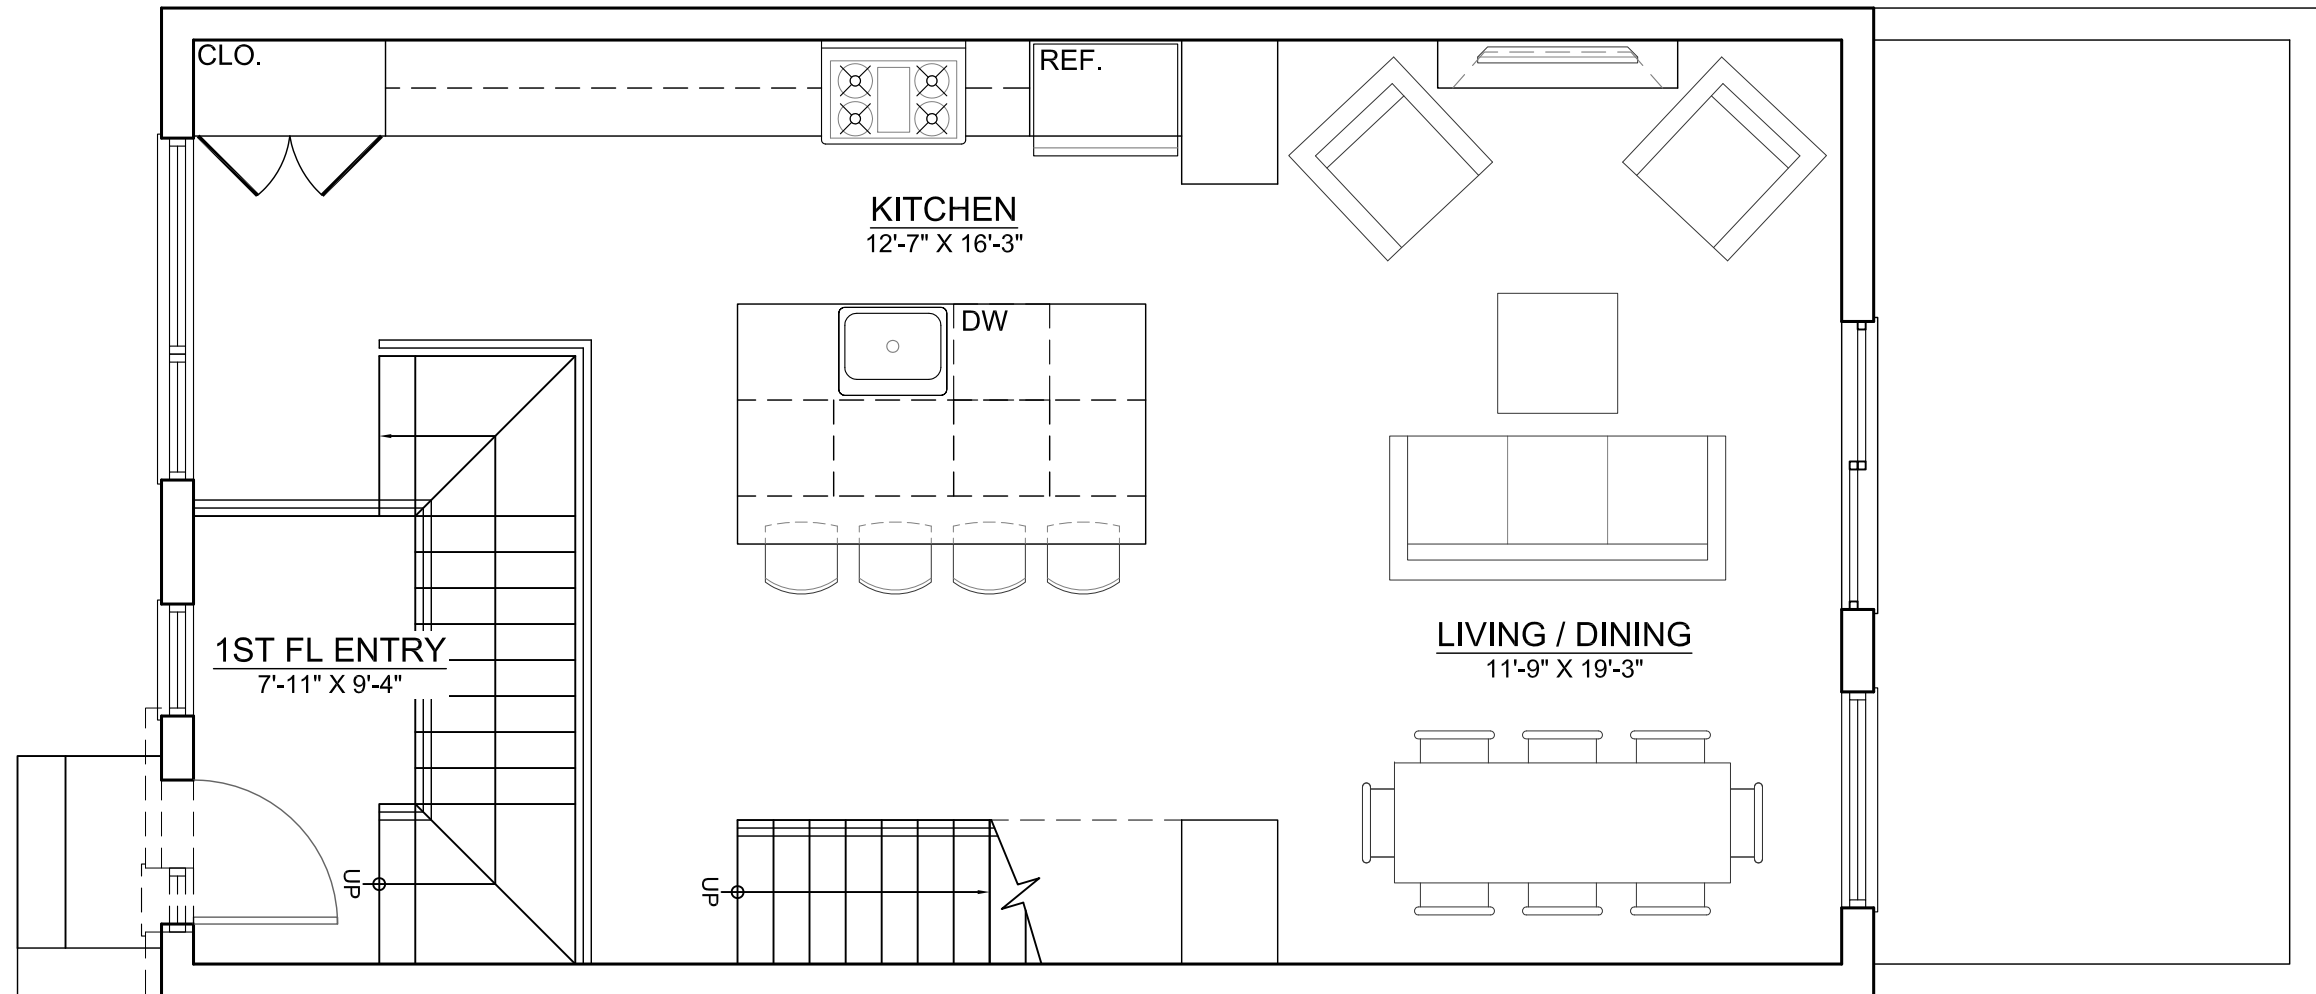 CLO.
REF.
KITCHEN
12'-7" X 16'-3"
DW
1ST FL ENTRY
7'-11" X 9'-4"
LIVING / DINING
11'-9" X 19'-3"
UP
UP